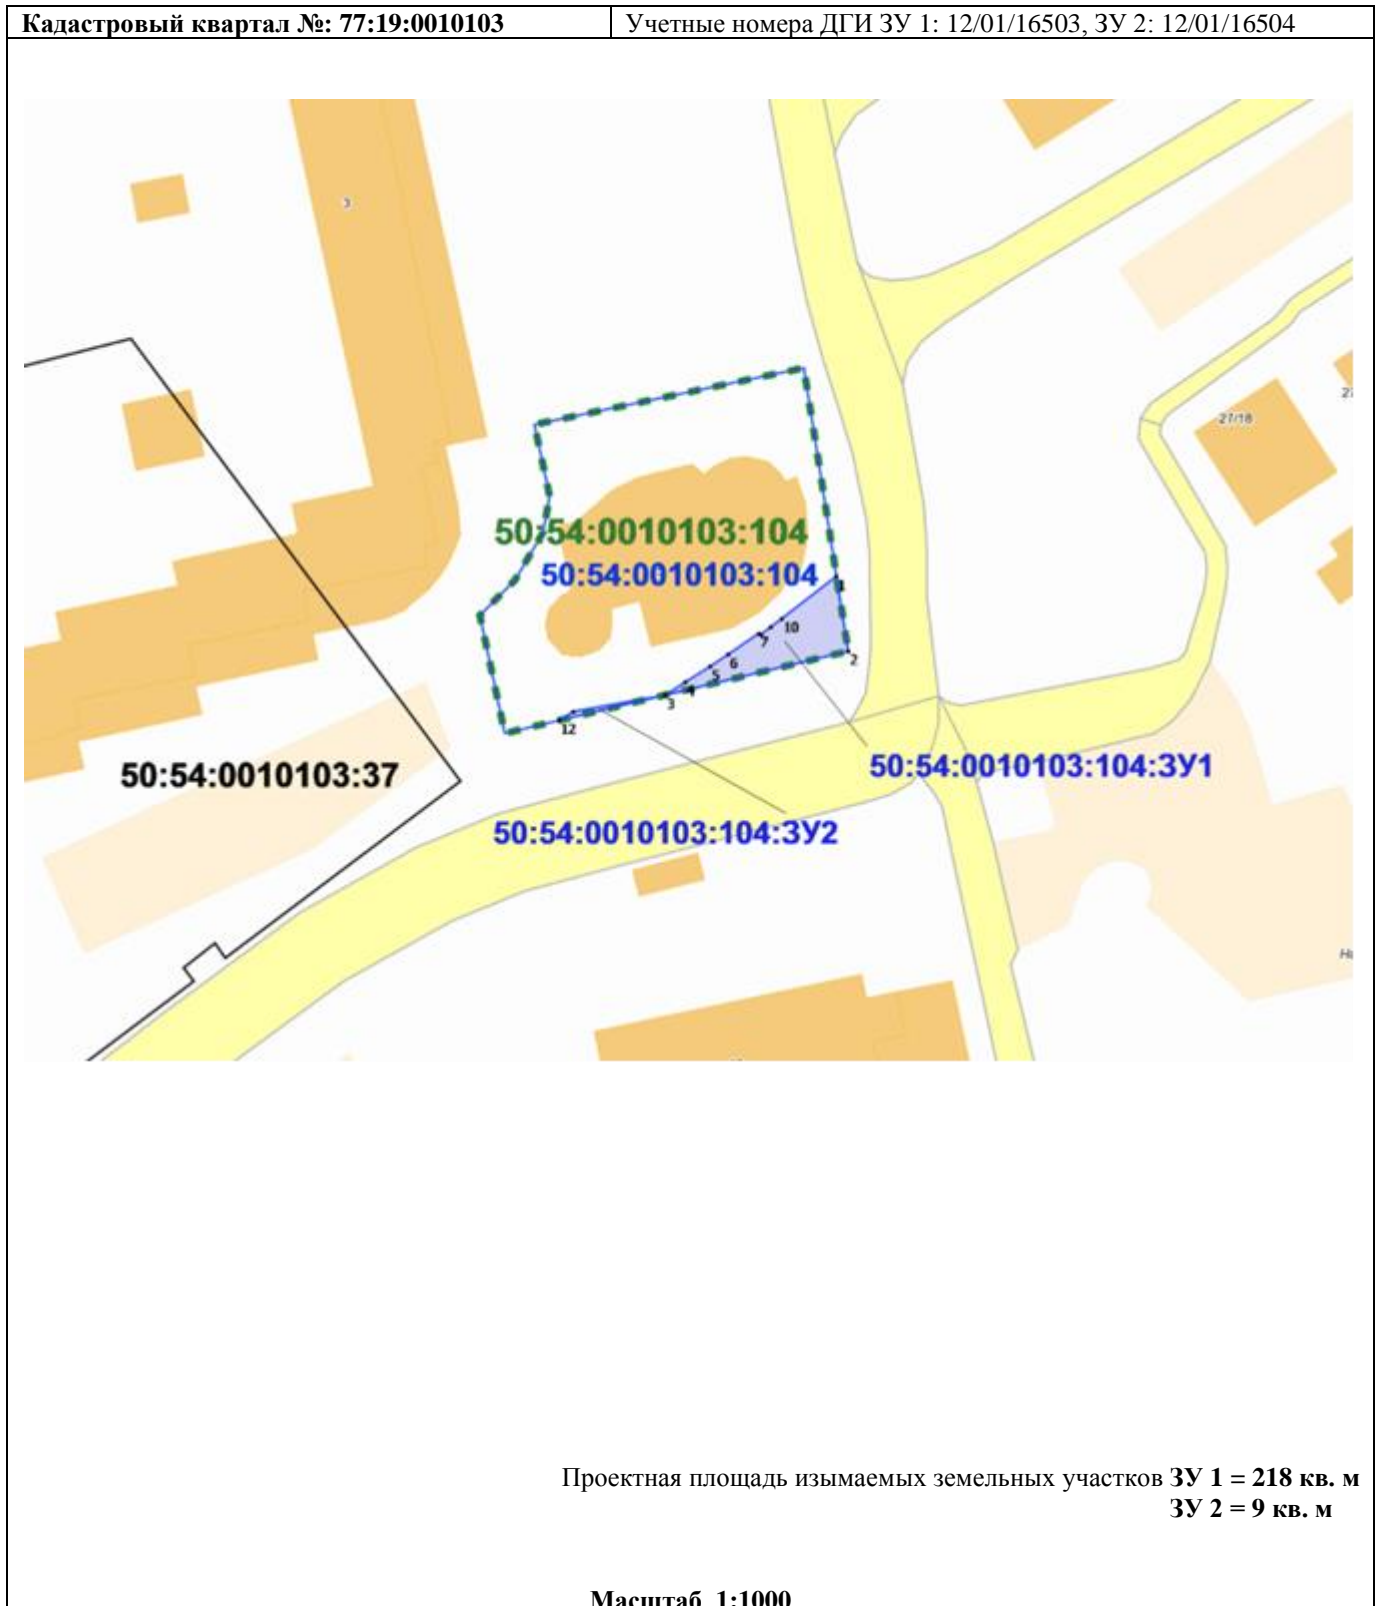 Кадастровый квартал №: 77:19:0010103
Учетные номера ДГИ ЗУ 1: 12/01/16503, ЗУ 2: 12/01/16504
3
27/18
27
50:54:0010103:104
50:54:0010103:104
1
10
7
2
6
5
4
3
12
50:54:0010103:37
50:54:0010103:104:ЗУ1
50:54:0010103:104:ЗУ2
Проектная площадь изымаемых земельных участков ЗУ 1 = 218 кв. м
ЗУ 2 = 9 кв. м
Масштаб 1:1000